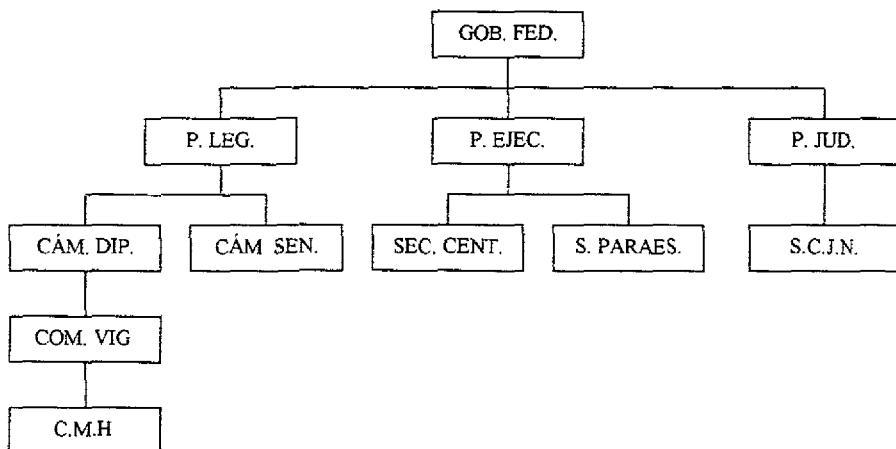 GOB. FED.
P. LEG.
P. EJEC.
P. JUD.
CÁM. DIP.
CÁM SEN.
SEC. CENT.
S. PARAES.
S.C.J.N.
COM. VIG
C.M.H